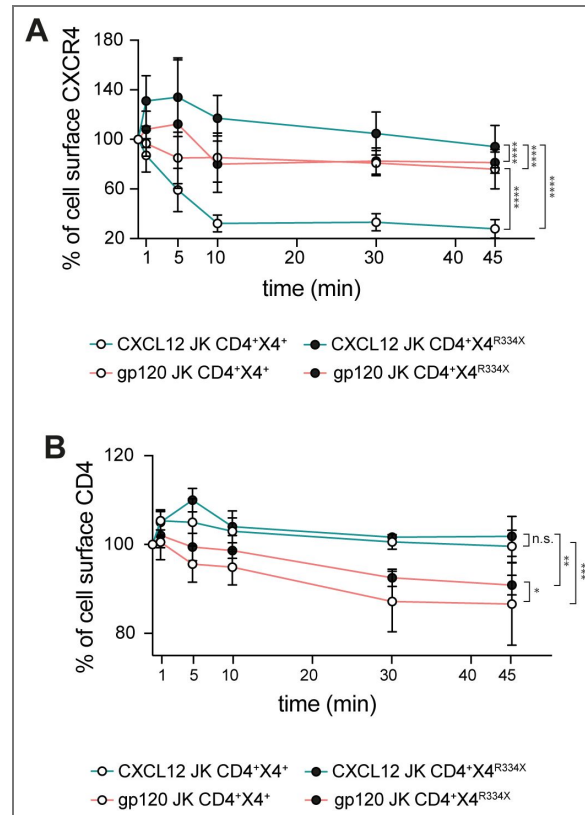 A
% of cell surface CXCR4
180
140
100
60
20
1 5 10 20 30 40 45
time (min)
****
****
****
****
CXCL12 JK CD4⁺X4⁺ CXCL12 JK CD4⁺X4ᴿ³³⁴ˣ
gp120 JK CD4⁺X4⁺ gp120 JK CD4⁺X4ᴿ³³⁴ˣ
B
% of cell surface CD4
120
100
80
n.s.
**
*
***
1 5 10 20 30 40 45
time (min)
CXCL12 JK CD4⁺X4⁺ CXCL12 JK CD4⁺X4ᴿ³³⁴ˣ
gp120 JK CD4⁺X4⁺ gp120 JK CD4⁺X4ᴿ³³⁴ˣ